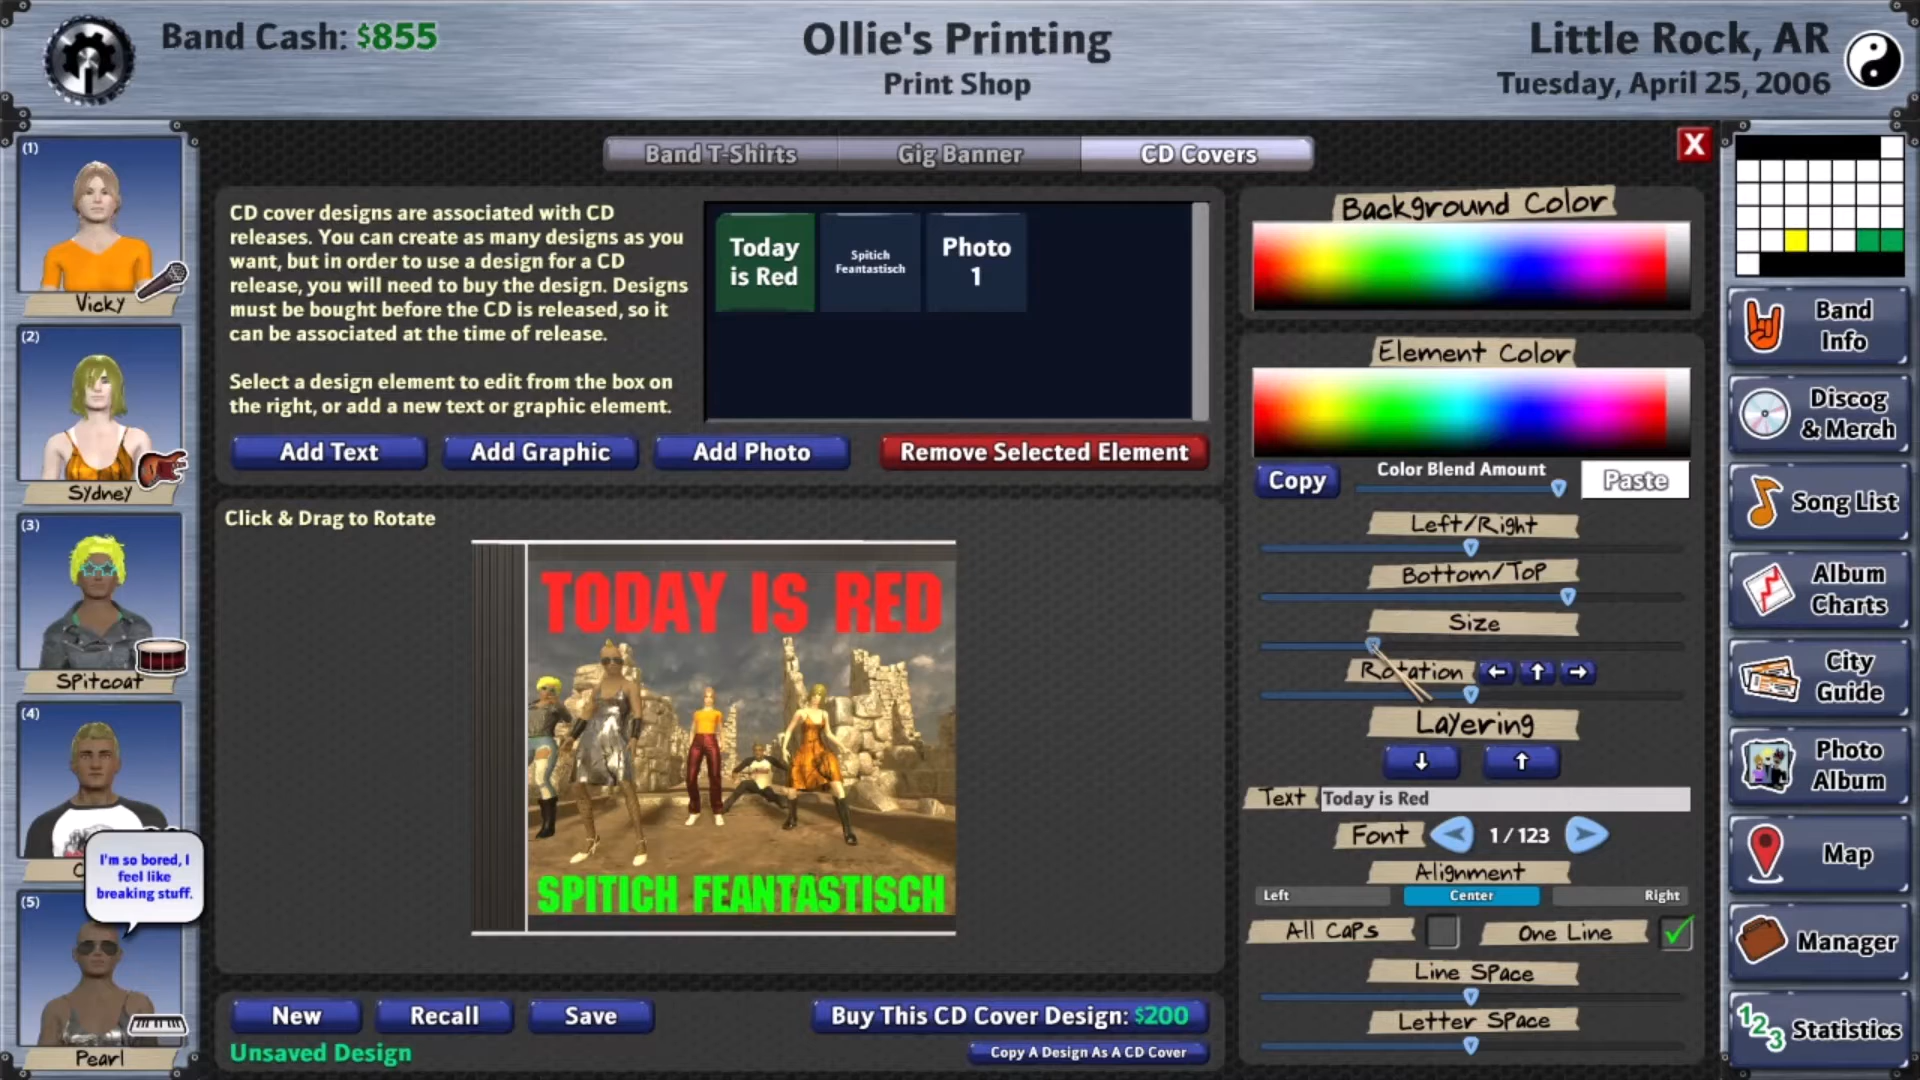 Band Cash: $855
Ollie's Printing
Print Shop
Little Rock, AR
Tuesday, April 25, 2006
(1)
Vicky
(2)
Sydney
(3)
Spitcoat
(4)
C
I'm so bored, I
feel like
breaking stuff.
(5)
Pearl
Band T-Shirts
Gig Banner
CD Covers
X
CD cover designs are associated with CD
releases. You can create as many designs as you
want, but in order to use a design for a CD
release, you will need to buy the design. Designs
must be bought before the CD is released, so it
can be associated at the time of release.
Select a design element to edit from the box on
the right, or add a new text or graphic element.
Today
is Red
Spitich
Feantastisch
Photo
1
Add Text
Add Graphic
Add Photo
Remove Selected Element
Click & Drag to Rotate
TODAY IS RED
SPITICH FEANTASTISCH
New
Recall
Save
Buy This CD Cover Design: $200
Unsaved Design
Copy A Design As A CD Cover
Background Color
Element Color
Copy
Color Blend Amount
Paste
Left/Right
Bottom/Top
Size
Rotation
Layering
Text
Today is Red
Font
1 / 123
Alignment
Left
Center
Right
All Caps
One Line
Line Space
Letter Space
Band
Info
Discog
& Merch
Song List
Album
Charts
City
Guide
Photo
Album
Map
Manager
123
Statistics